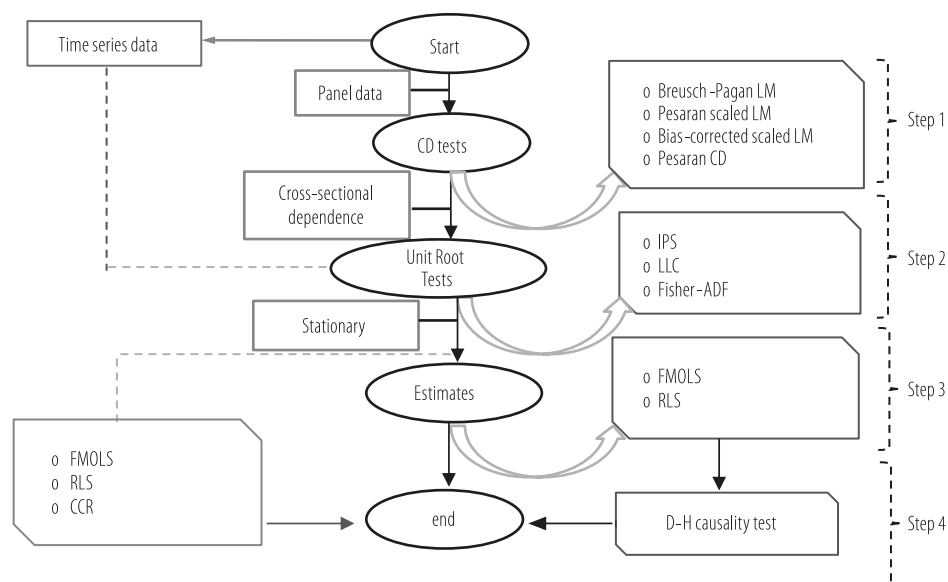 Time series data
Start
Panel data
o Breusch-Pagan LM
o Pesaran scaled LM
o Bias-corrected scaled LM
o Pesaran CD
Step 1
CD tests
Cross-sectional
dependence
Unit Root
Tests
o IPS
o LLC
o Fisher-ADF
Step 2
Stationary
Estimates
o FMOLS
o RLS
Step 3
o FMOLS
o RLS
o CCR
end
D-H causality test
Step 4